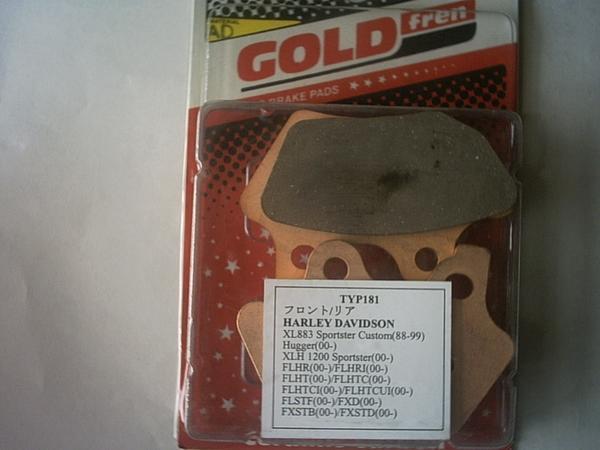 MATERIAL
AD
GOLD fren
BRAKE PADS
TYP181
フロント/リア
HARLEY DAVIDSON
XL883 Sportster Custom(88-99)
Hugger(00-)
XLH 1200 Sportster(00-)
FLHR(00-)/FLHRI(00-)
FLHT(00-)/FLHTC(00-)
FLHTCI(00-)/FLHTCUI(00-)
FLSTF(00-)/FXD(00-)
FXSTB(00-)/FXSTD(00-)